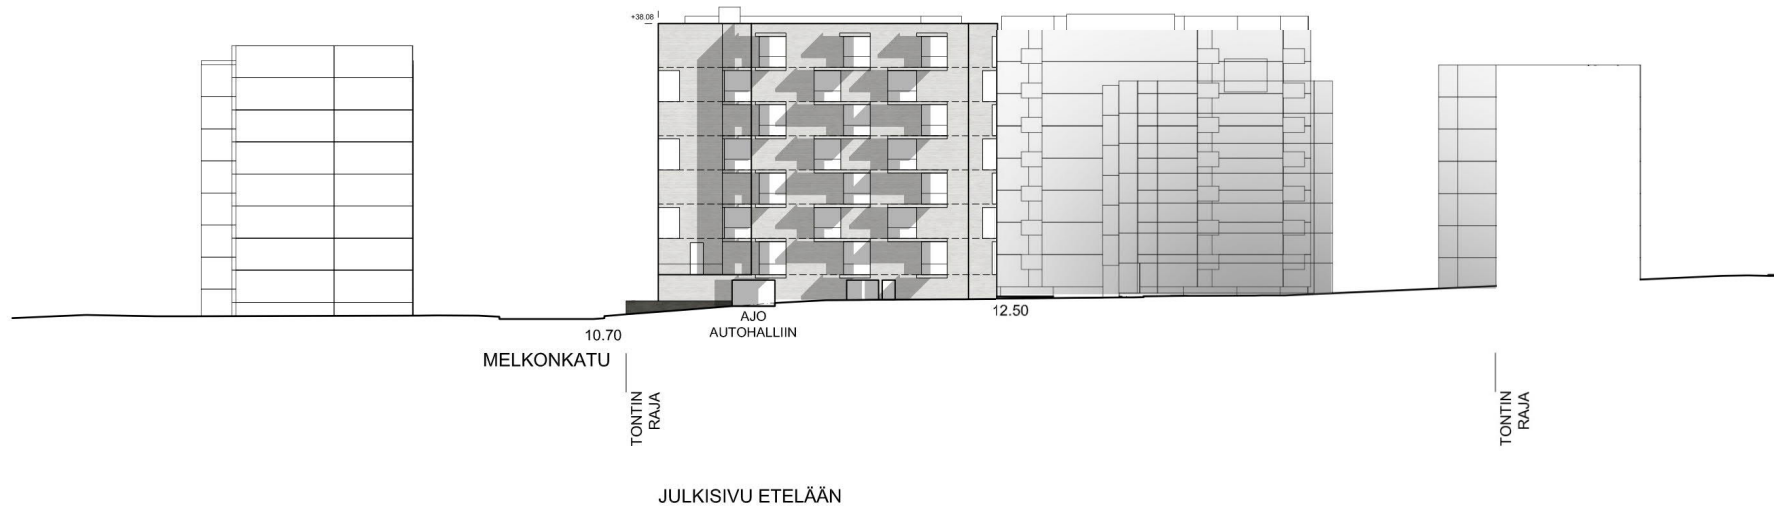 +38.08
12.50
AJO
AUTOHALLIIN
10.70
MELKONKATU
TONTIN
RAJA
TONTIN
RAJA
JULKISIVU ETELÄÄN